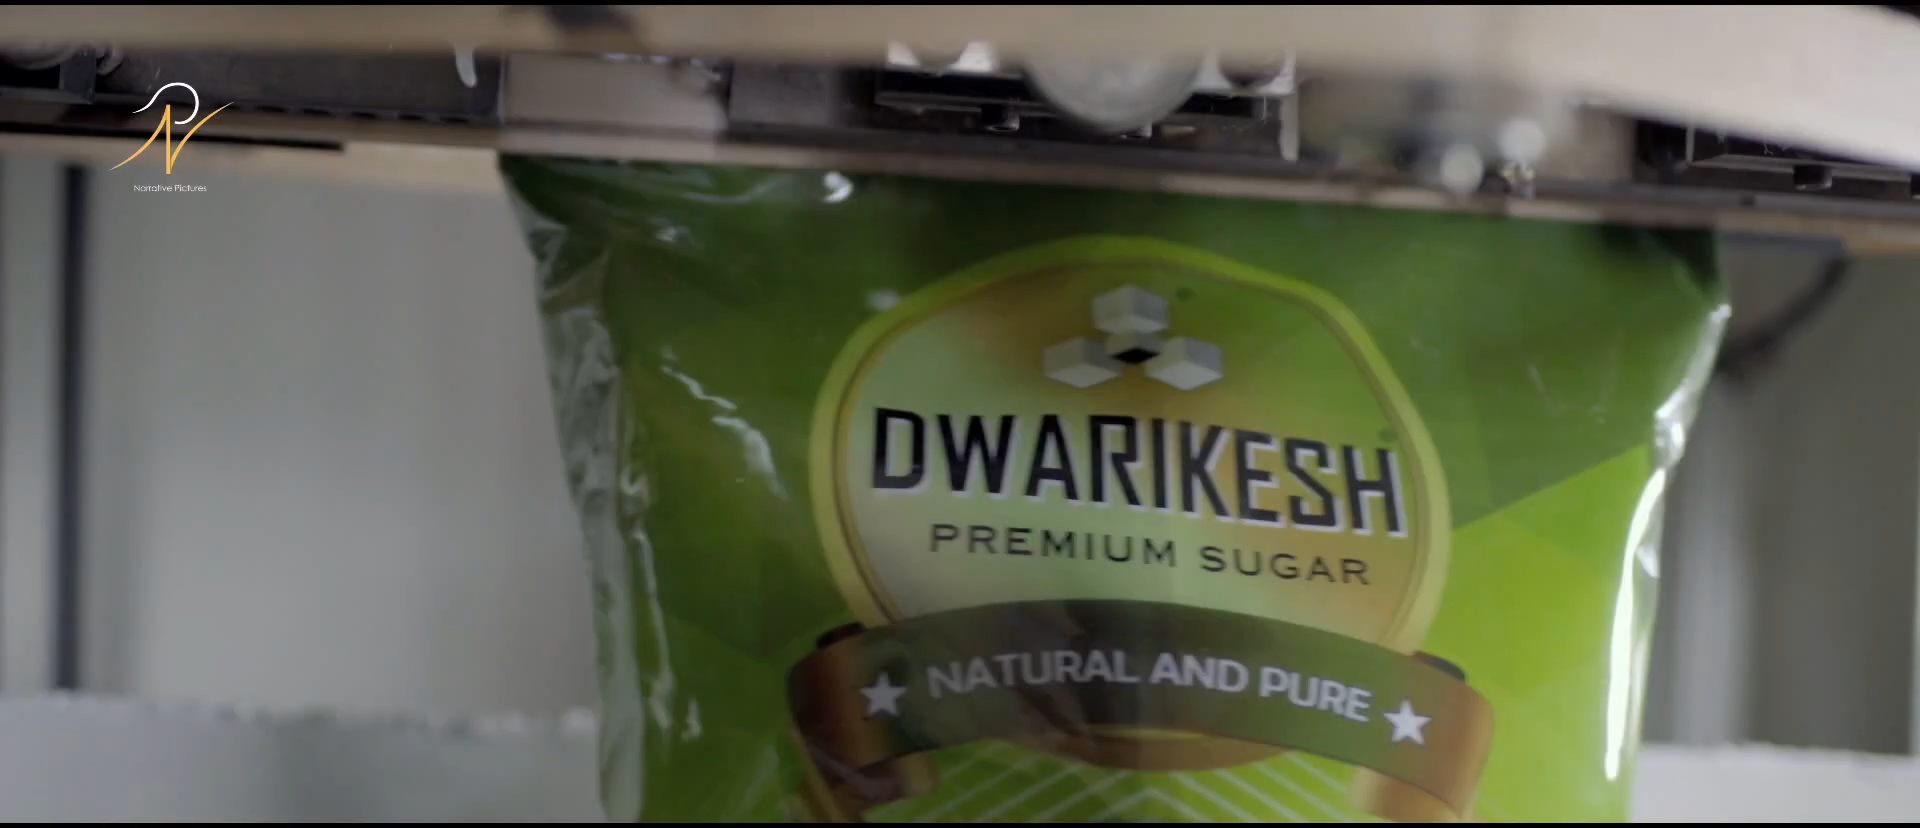 Narrative Pictures
DWARIKESH
PREMIUM SUGAR
NATURAL AND PURE